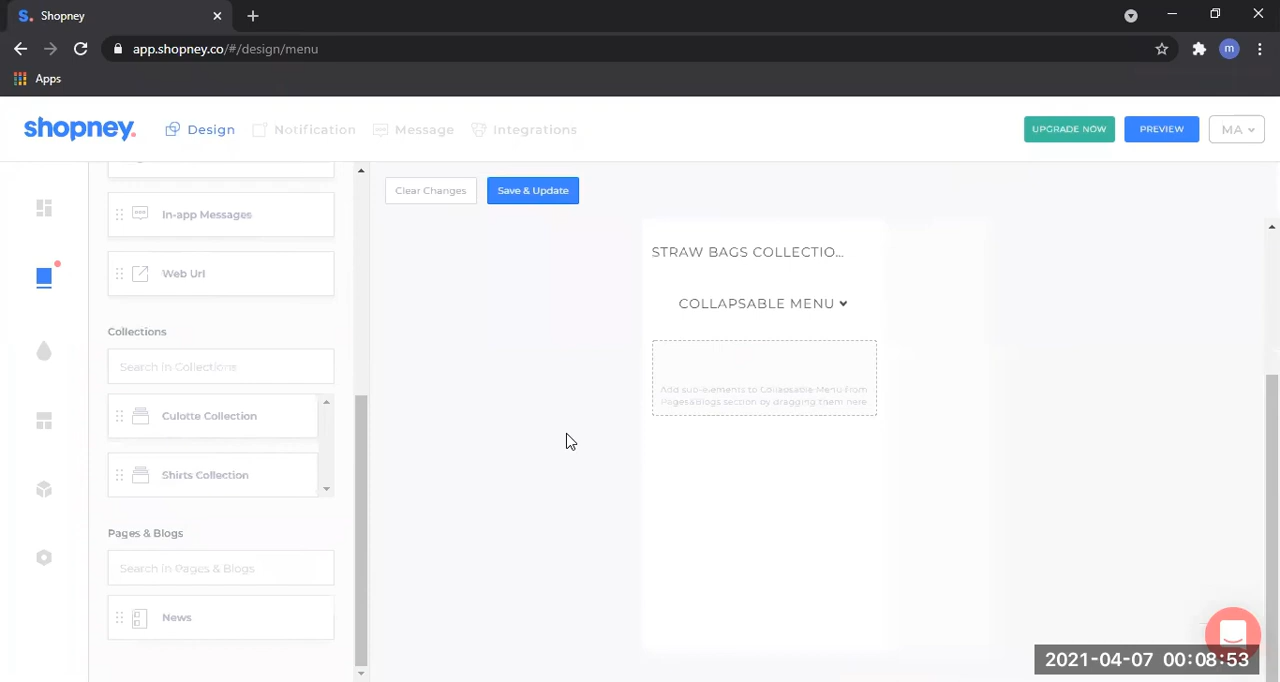 Shopney
app.shopney.co/#/design/menu
m
Apps
shopney.
Design
Notification
Message
Integrations
UPGRADE NOW
PREVIEW
MA
Clear Changes
Save & Update
In-app Messages
Web Url
Collections
Search in Collections
Culotte Collection
Shirts Collection
Pages & Blogs
Search in Pages & Blogs
News
STRAW BAGS COLLECTIO...
COLLAPSABLE MENU
Add sub-elements to Collapsable Menu from
Pages&Blogs section by dragging them here
2021-04-07 00:08:53